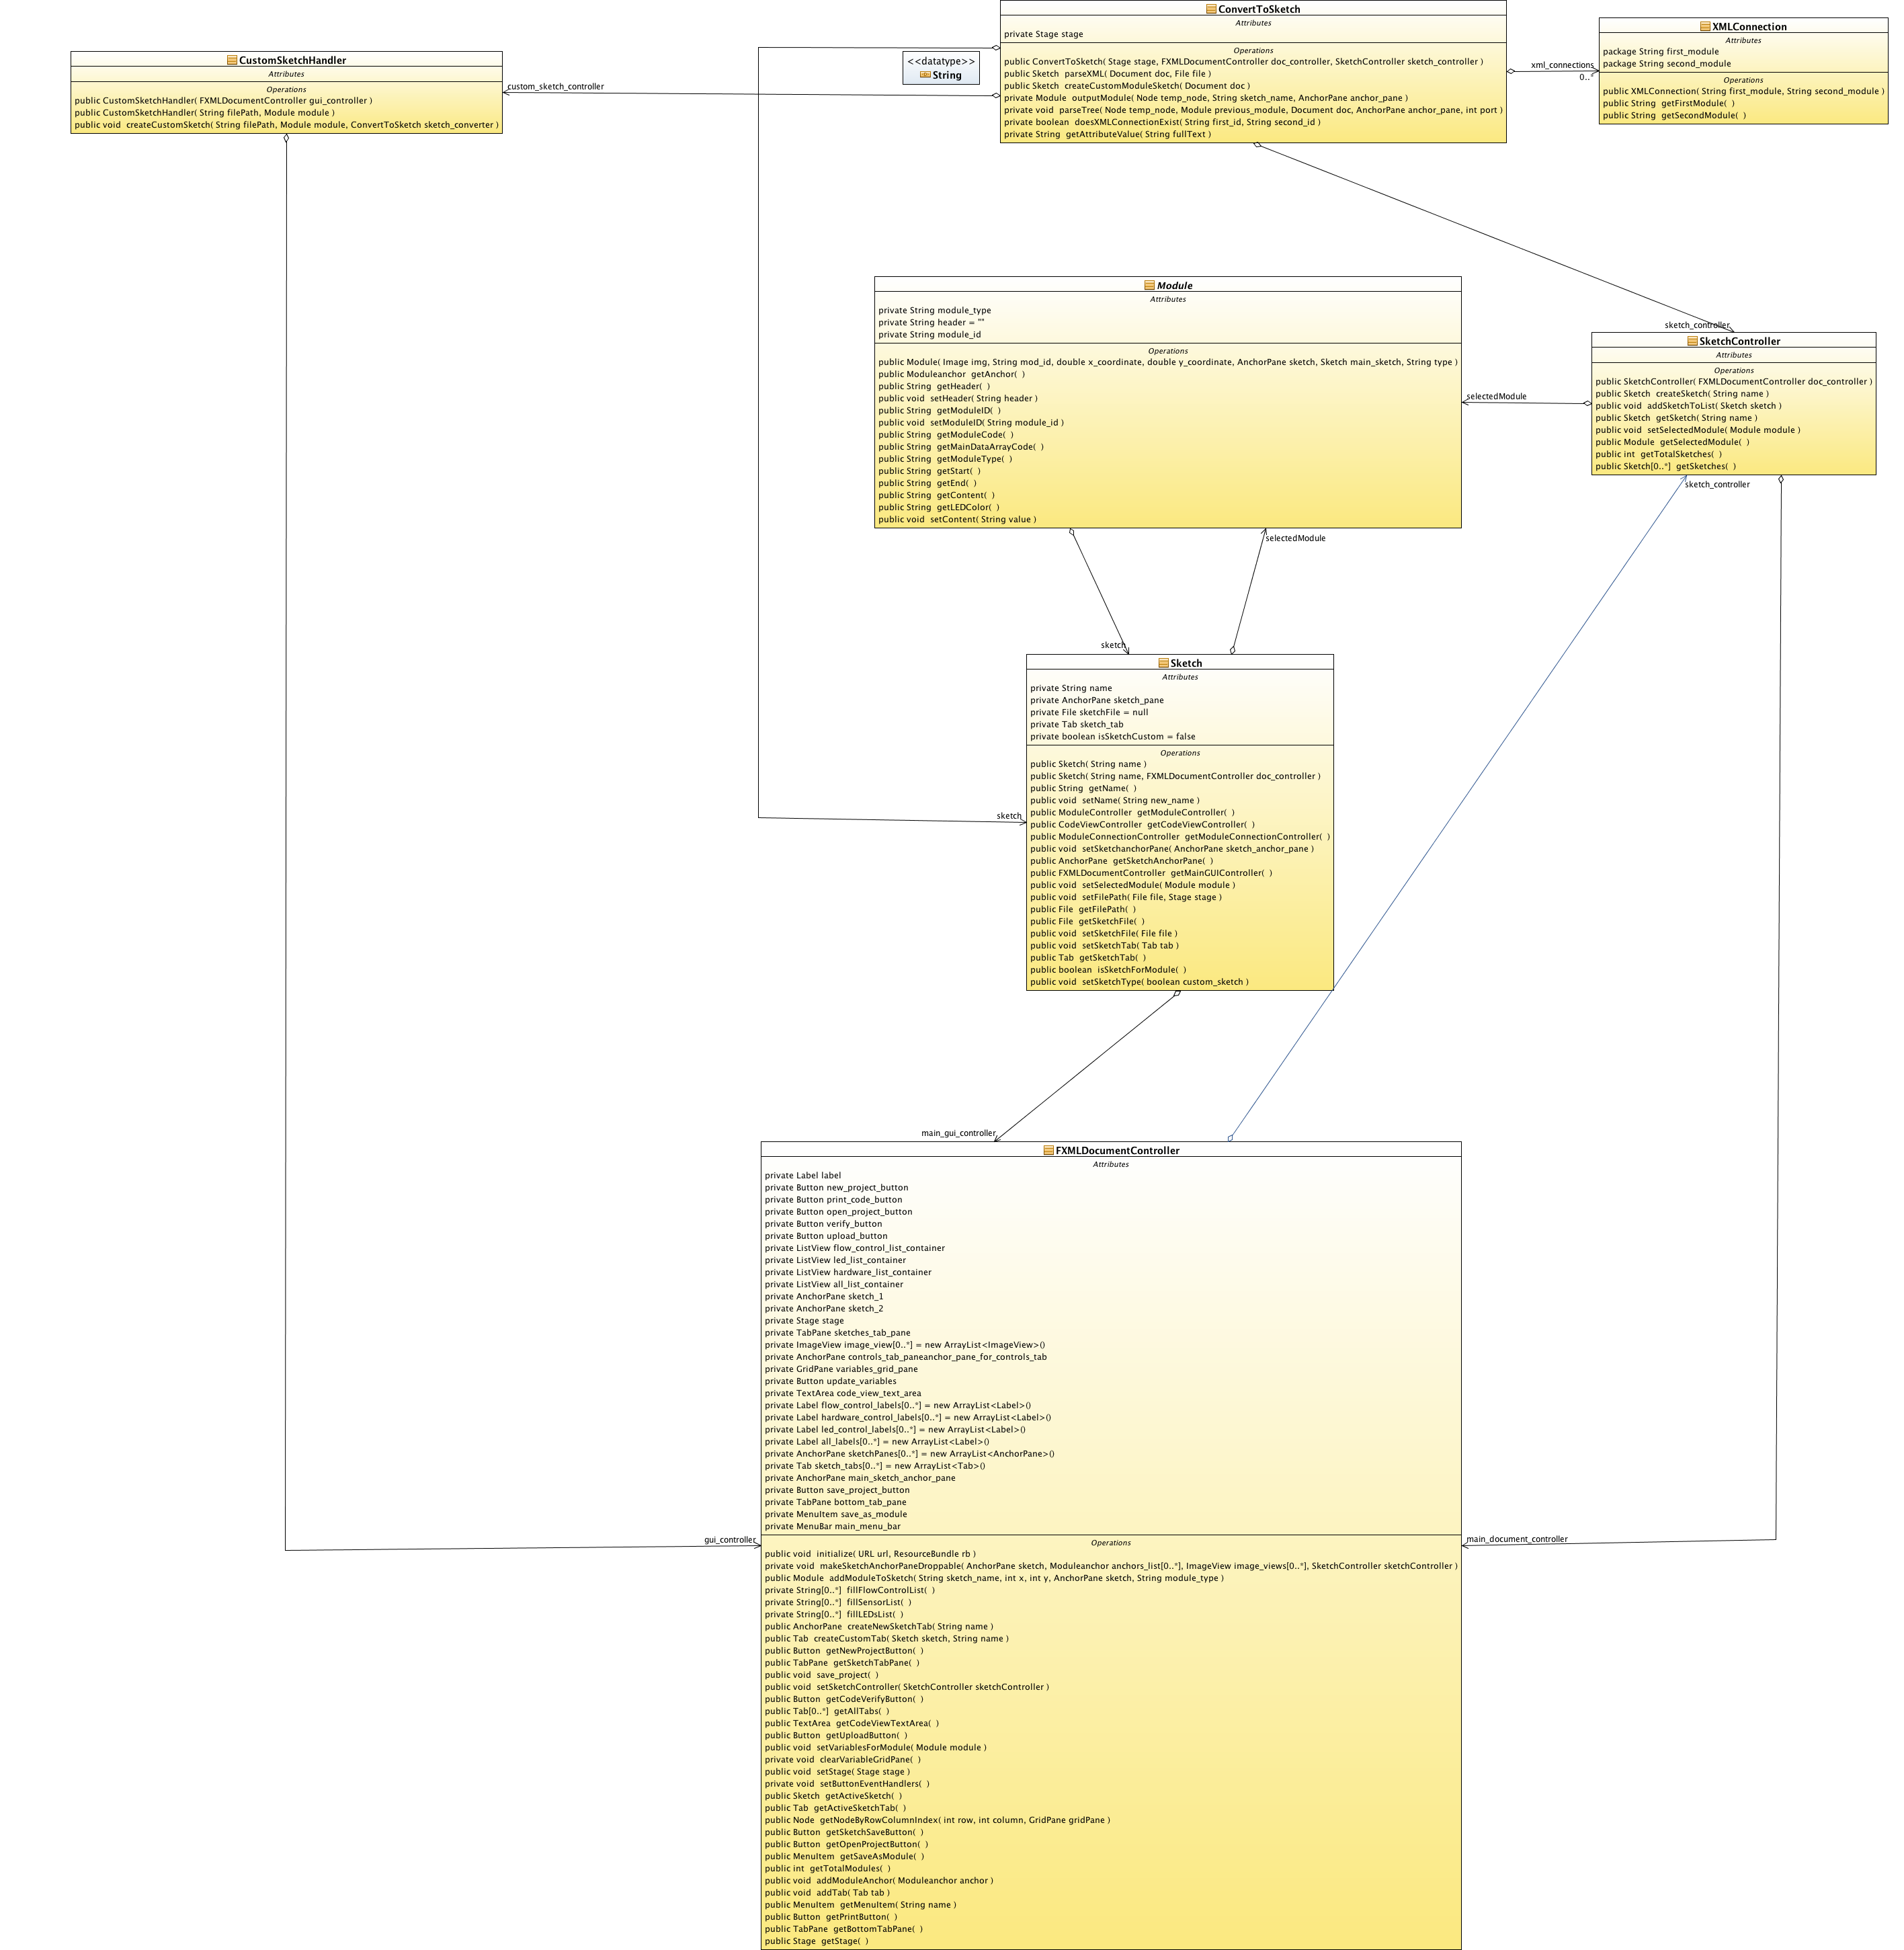 ConvertToSketch
Attributes
private Stage stage
Operations
public ConvertToSketch( Stage stage, FXMLDocumentController doc_controller, SketchController sketch_controller )
public Sketch  parseXML( Document doc, File file )
public Sketch  createCustomModuleSketch( Document doc )
private Module  outputModule( Node temp_node, String sketch_name, AnchorPane anchor_pane )
private void  parseTree( Node temp_node, Module previous_module, Document doc, AnchorPane anchor_pane, int port )
private boolean  doesXMLConnectionExist( String first_id, String second_id )
private String  getAttributeValue( String fullText )
XMLConnection
Attributes
package String first_module
package String second_module
Operations
public XMLConnection( String first_module, String second_module )
public String  getFirstModule(  )
public String  getSecondModule(  )
xml_connections
0..*
<<datatype>>
String
CustomSketchHandler
Attributes
Operations
public CustomSketchHandler( FXMLDocumentController gui_controller )
public CustomSketchHandler( String filePath, Module module )
public void  createCustomSketch( String filePath, Module module, ConvertToSketch sketch_converter )
custom_sketch_controller
Module
Attributes
private String module_type
private String header = ""
private String module_id
Operations
public Module( Image img, String mod_id, double x_coordinate, double y_coordinate, AnchorPane sketch, Sketch main_sketch, String type )
public Moduleanchor  getAnchor(  )
public String  getHeader(  )
public void  setHeader( String header )
public String  getModuleID(  )
public void  setModuleID( String module_id )
public String  getModuleCode(  )
public String  getMainDataArrayCode(  )
public String  getModuleType(  )
public String  getStart(  )
public String  getEnd(  )
public String  getContent(  )
public String  getLEDColor(  )
public void  setContent( String value )
sketch_controller
SketchController
Attributes
Operations
public SketchController( FXMLDocumentController doc_controller )
public Sketch  createSketch( String name )
public void  addSketchToList( Sketch sketch )
public Sketch  getSketch( String name )
public void  setSelectedModule( Module module )
public Module  getSelectedModule(  )
public int  getTotalSketches(  )
public Sketch[0..*]  getSketches(  )
selectedModule
sketch_controller
selectedModule
sketch
Sketch
Attributes
private String name
private AnchorPane sketch_pane
private File sketchFile = null
private Tab sketch_tab
private boolean isSketchCustom = false
Operations
public Sketch( String name )
public Sketch( String name, FXMLDocumentController doc_controller )
public String  getName(  )
public void  setName( String new_name )
public ModuleController  getModuleController(  )
public CodeViewController  getCodeViewController(  )
public ModuleConnectionController  getModuleConnectionController(  )
public void  setSketchanchorPane( AnchorPane sketch_anchor_pane )
public AnchorPane  getSketchAnchorPane(  )
public FXMLDocumentController  getMainGUIController(  )
public void  setSelectedModule( Module module )
public void  setFilePath( File file, Stage stage )
public File  getFilePath(  )
public File  getSketchFile(  )
public void  setSketchFile( File file )
public void  setSketchTab( Tab tab )
public Tab  getSketchTab(  )
public boolean  isSketchForModule(  )
public void  setSketchType( boolean custom_sketch )
sketch
main_gui_controller
FXMLDocumentController
Attributes
private Label label
private Button new_project_button
private Button print_code_button
private Button open_project_button
private Button verify_button
private Button upload_button
private ListView flow_control_list_container
private ListView led_list_container
private ListView hardware_list_container
private ListView all_list_container
private AnchorPane sketch_1
private AnchorPane sketch_2
private Stage stage
private TabPane sketches_tab_pane
private ImageView image_view[0..*] = new ArrayList<ImageView>()
private AnchorPane controls_tab_paneanchor_pane_for_controls_tab
private GridPane variables_grid_pane
private Button update_variables
private TextArea code_view_text_area
private Label flow_control_labels[0..*] = new ArrayList<Label>()
private Label hardware_control_labels[0..*] = new ArrayList<Label>()
private Label led_control_labels[0..*] = new ArrayList<Label>()
private Label all_labels[0..*] = new ArrayList<Label>()
private AnchorPane sketchPanes[0..*] = new ArrayList<AnchorPane>()
private Tab sketch_tabs[0..*] = new ArrayList<Tab>()
private AnchorPane main_sketch_anchor_pane
private Button save_project_button
private TabPane bottom_tab_pane
private MenuItem save_as_module
private MenuBar main_menu_bar
Operations
public void  initialize( URL url, ResourceBundle rb )
private void  makeSketchAnchorPaneDroppable( AnchorPane sketch, Moduleanchor anchors_list[0..*], ImageView image_views[0..*], SketchController sketchController )
public Module  addModuleToSketch( String sketch_name, int x, int y, AnchorPane sketch, String module_type )
private String[0..*]  fillFlowControlList(  )
private String[0..*]  fillSensorList(  )
private String[0..*]  fillLEDsList(  )
public AnchorPane  createNewSketchTab( String name )
public Tab  createCustomTab( Sketch sketch, String name )
public Button  getNewProjectButton(  )
public TabPane  getSketchTabPane(  )
public void  save_project(  )
public void  setSketchController( SketchController sketchController )
public Button  getCodeVerifyButton(  )
public Tab[0..*]  getAllTabs(  )
public TextArea  getCodeViewTextArea(  )
public Button  getUploadButton(  )
public void  setVariablesForModule( Module module )
private void  clearVariableGridPane(  )
public void  setStage( Stage stage )
private void  setButtonEventHandlers(  )
public Sketch  getActiveSketch(  )
public Tab  getActiveSketchTab(  )
public Node  getNodeByRowColumnIndex( int row, int column, GridPane gridPane )
public Button  getSketchSaveButton(  )
public Button  getOpenProjectButton(  )
public MenuItem  getSaveAsModule(  )
public int  getTotalModules(  )
public void  addModuleAnchor( Moduleanchor anchor )
public void  addTab( Tab tab )
public MenuItem  getMenuItem( String name )
public Button  getPrintButton(  )
public TabPane  getBottomTabPane(  )
public Stage  getStage(  )
gui_controller
main_document_controller